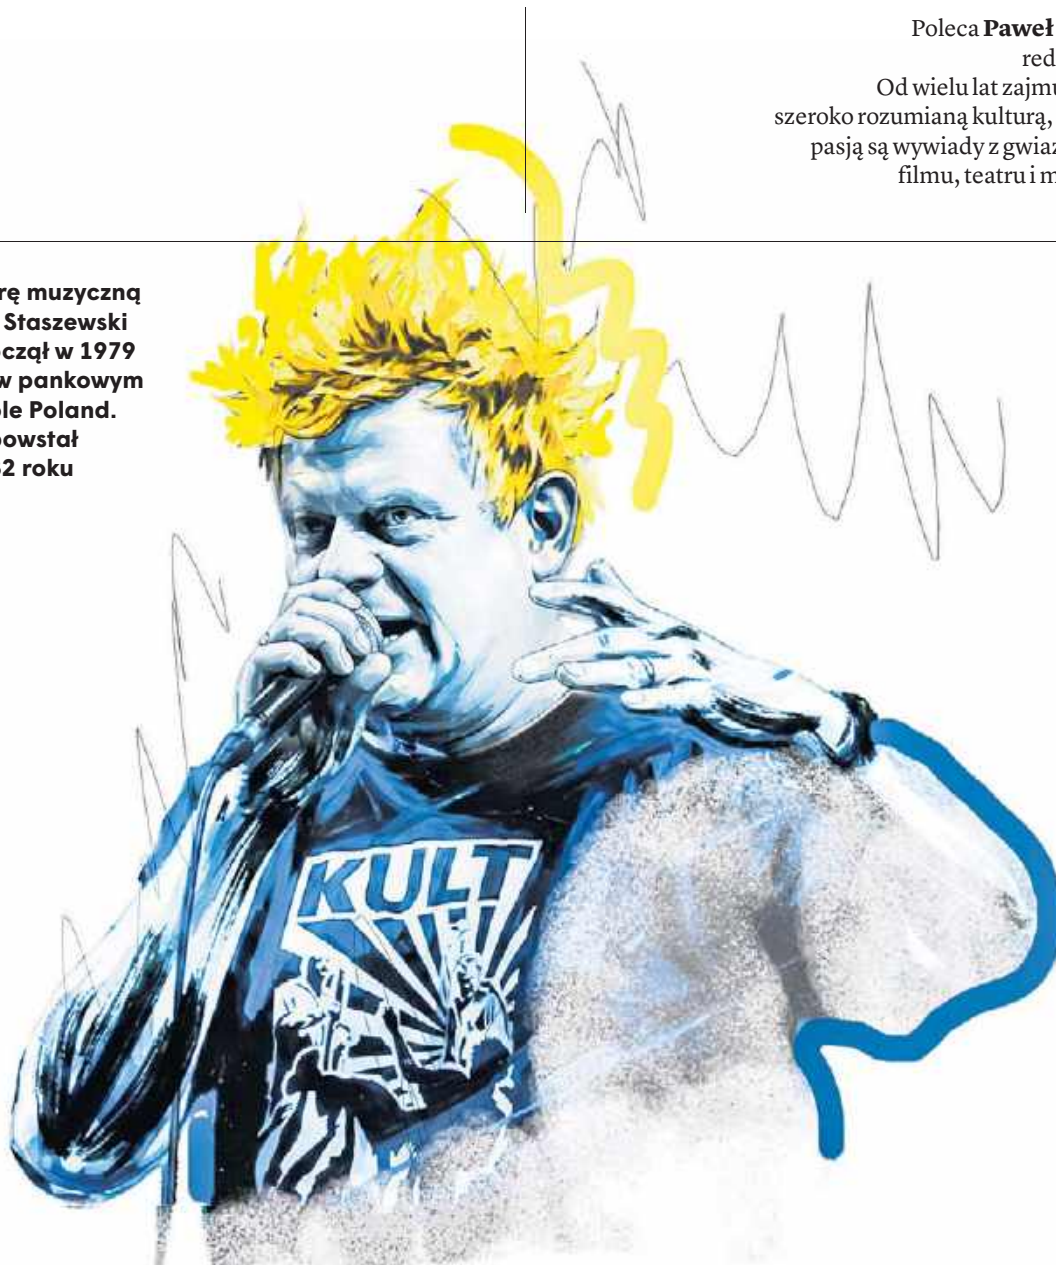 Poleca Paweł
red
Od wielu lat zajmu
szeroko rozumianą kulturą,
pasją są wywiady z gwiaz
filmu, teatru i m
rę muzyczną
Staszewski
czął w 1979
w pankowym
le Poland.
powstał
2 roku
KULT